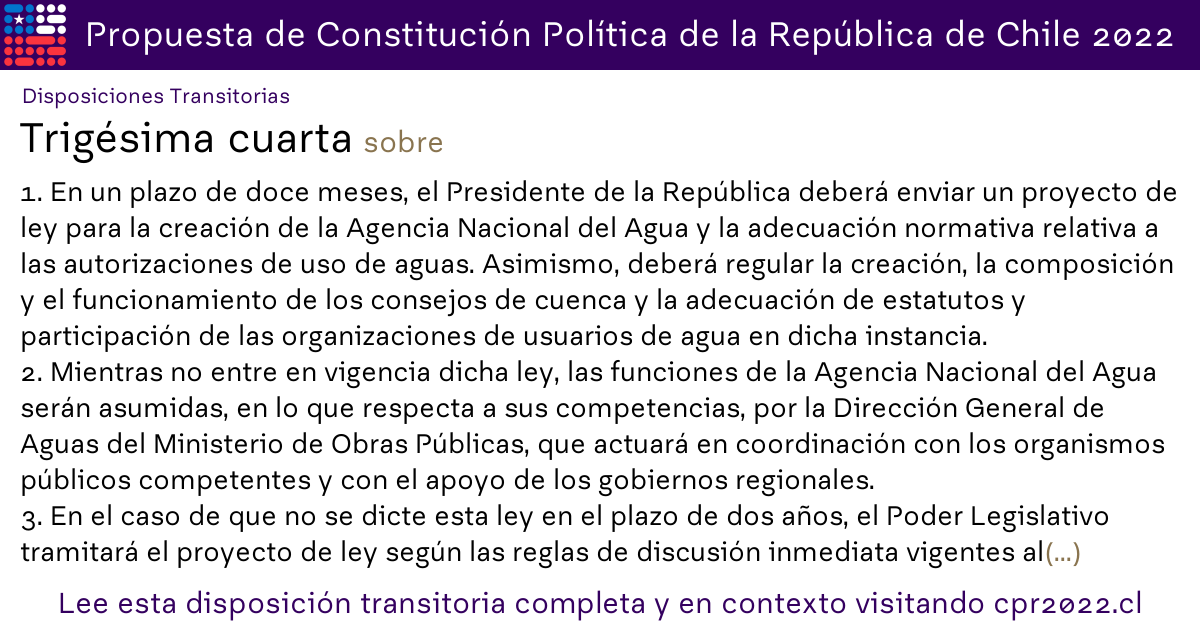 Propuesta de Constitución Política de la República de Chile 2022
Disposiciones Transitorias
Trigésima cuarta sobre
1. En un plazo de doce meses, el Presidente de la República deberá enviar un proyecto de
ley para la creación de la Agencia Nacional del Agua y la adecuación normativa relativa a
las autorizaciones de uso de aguas. Asimismo, deberá regular la creación, la composición
y el funcionamiento de los consejos de cuenca y la adecuación de estatutos y
participación de las organizaciones de usuarios de agua en dicha instancia.
2. Mientras no entre en vigencia dicha ley, las funciones de la Agencia Nacional del Agua
serán asumidas, en lo que respecta a sus competencias, por la Dirección General de
Aguas del Ministerio de Obras Públicas, que actuará en coordinación con los organismos
públicos competentes y con el apoyo de los gobiernos regionales.
3. En el caso de que no se dicte esta ley en el plazo de dos años, el Poder Legislativo
tramitará el proyecto de ley según las reglas de discusión inmediata vigentes al(...)
Lee esta disposición transitoria completa y en contexto visitando cpr2022.cl